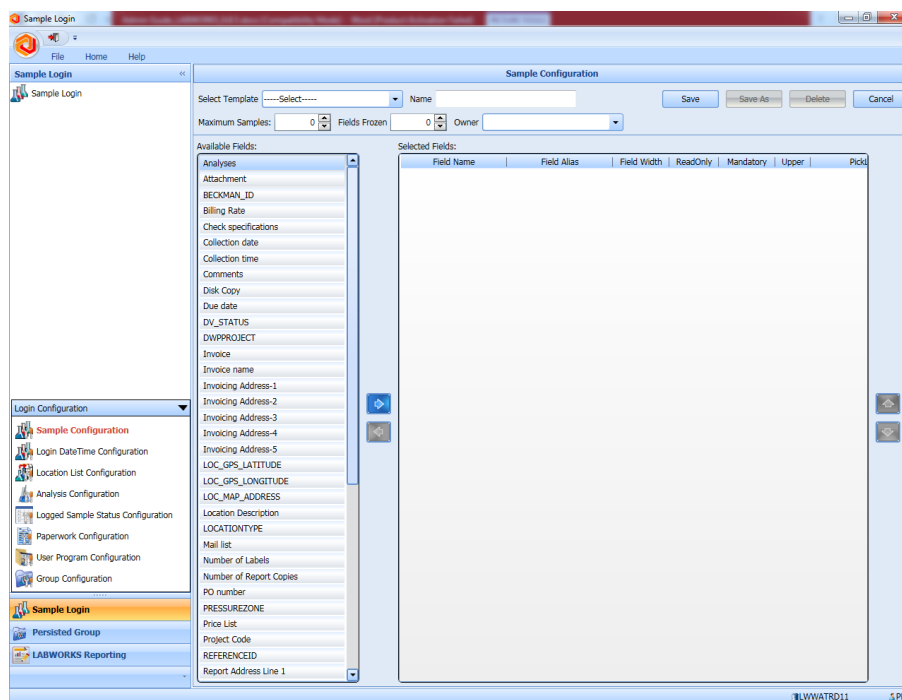 Sample Login
File Home Help
Sample Login
Sample Configuration
Sample Login
Select Template -----Select----- Name Save Save As Delete Cancel
Maximum Samples: 0 Fields Frozen 0 Owner
Available Fields: Selected Fields:
Field Name Field Alias Field Width ReadOnly Mandatory Upper PickL
Analyses
Attachment
BECKMAN_ID
Billing Rate
Check specifications
Collection date
Collection time
Comments
Disk Copy
Due date
DV_STATUS
DWPPROJECT
Invoice
Invoice name
Invoicing Address-1
Invoicing Address-2
Invoicing Address-3
Invoicing Address-4
Invoicing Address-5
LOC_GPS_LATITUDE
LOC_GPS_LONGITUDE
LOC_MAP_ADDRESS
Location Description
LOCATIONTYPE
Mail list
Number of Labels
Number of Report Copies
PO number
PRESSUREZONE
Price List
Project Code
REFERENCEID
Report Address Line 1
Login Configuration
Sample Configuration
Login DateTime Configuration
Location List Configuration
Analysis Configuration
Logged Sample Status Configuration
Paperwork Configuration
User Program Configuration
Group Configuration
Sample Login
Persisted Group
LABWORKS Reporting
LWWATRD11